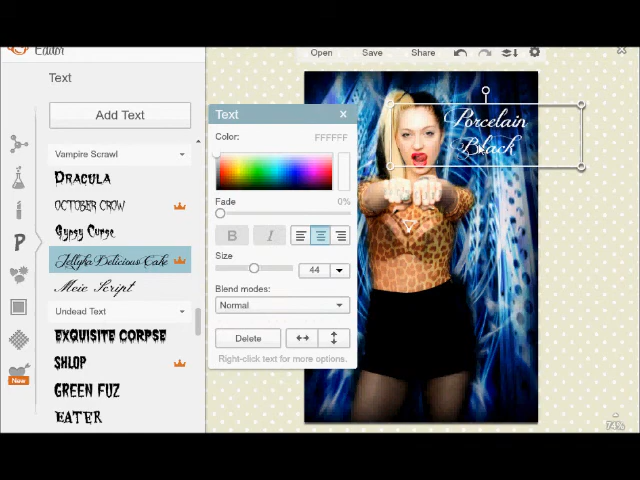 Editor
Open Save Share
Text
Add Text
Vampire Scrawl
DRACULA
OCTOBER CROW
Gypsy Curse
Jellyka Delicious Cake
Meie Script
Undead Text
EXQUISITE CORPSE
SHLOP
GREEN FUZ
EATER
New
Text X
Color: FFFFFF
Fade 0%
B I
Size
44
Blend modes:
Normal
Delete
Right-click text for more options.
Porcelain
Black
74%